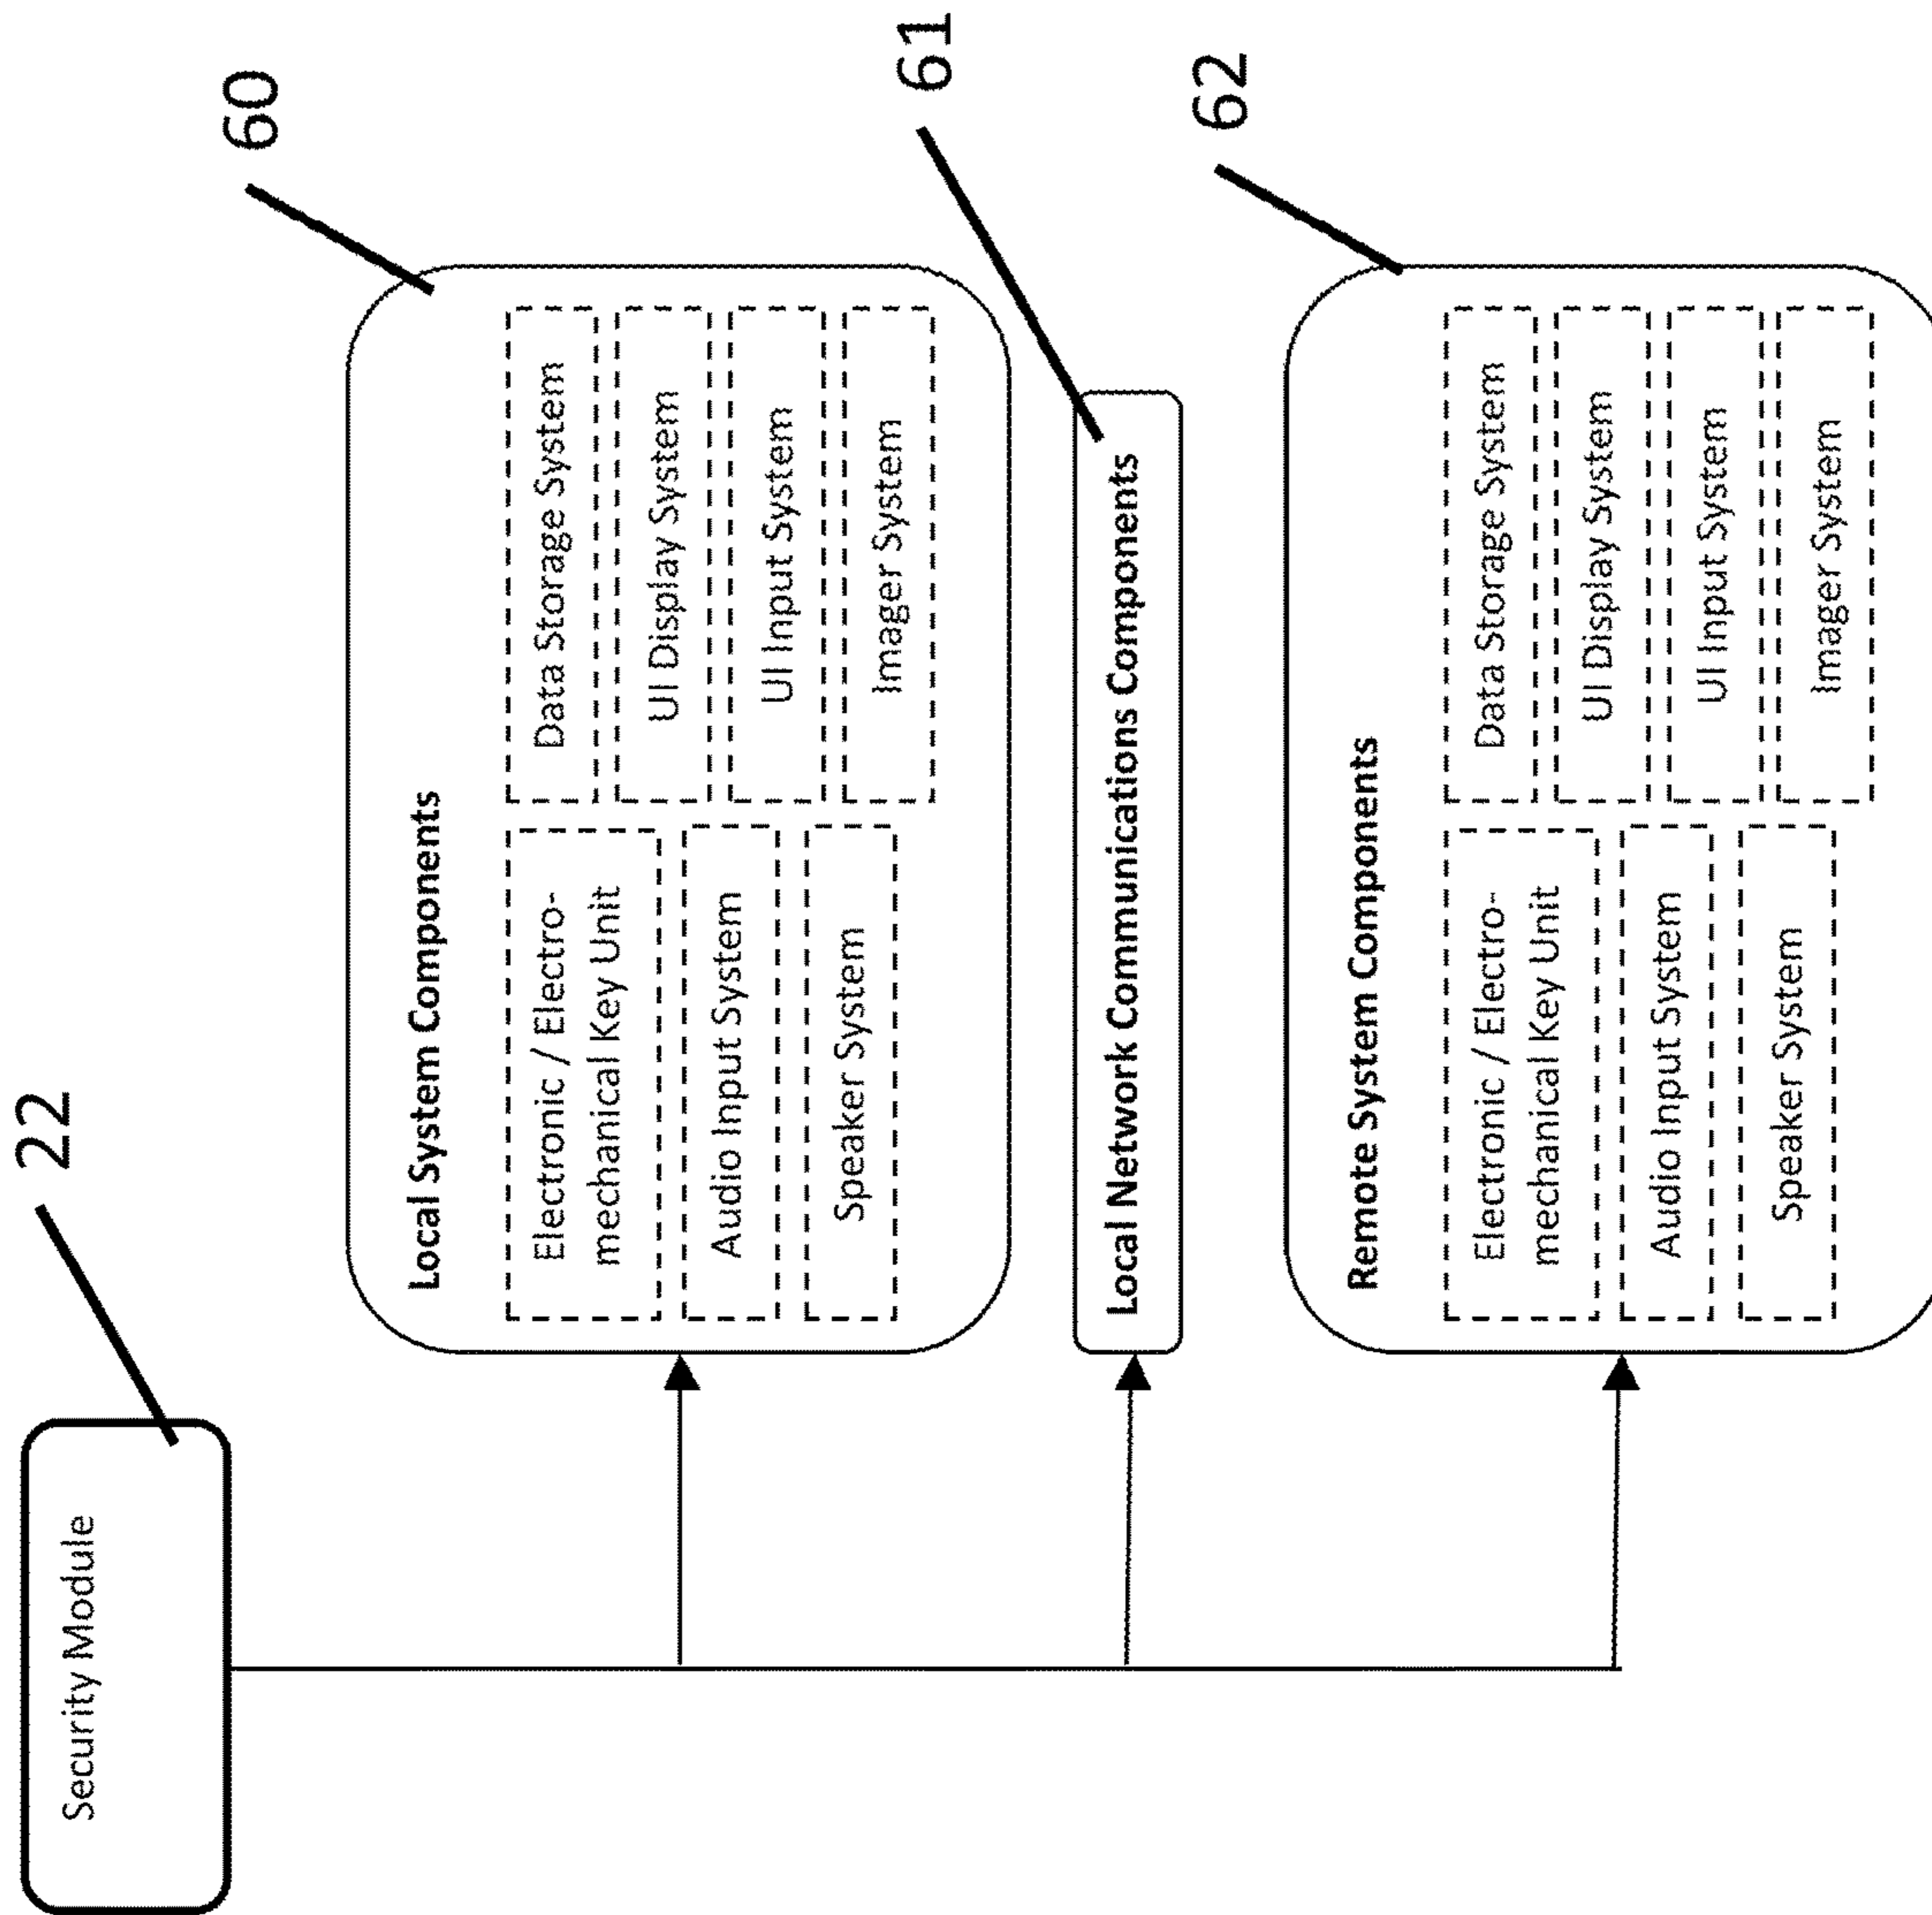 22
Security Module
60
Local System Components
Electronic / Electro-
mechanical Key Unit
Audio Input System
Speaker System
Data Storage System
UI Display System
UI Input System
Imager System
61
Local Network Communications Components
62
Remote System Components
Electronic / Electro-
mechanical Key Unit
Audio Input System
Speaker System
Data Storage System
UI Display System
UI Input System
Imager System